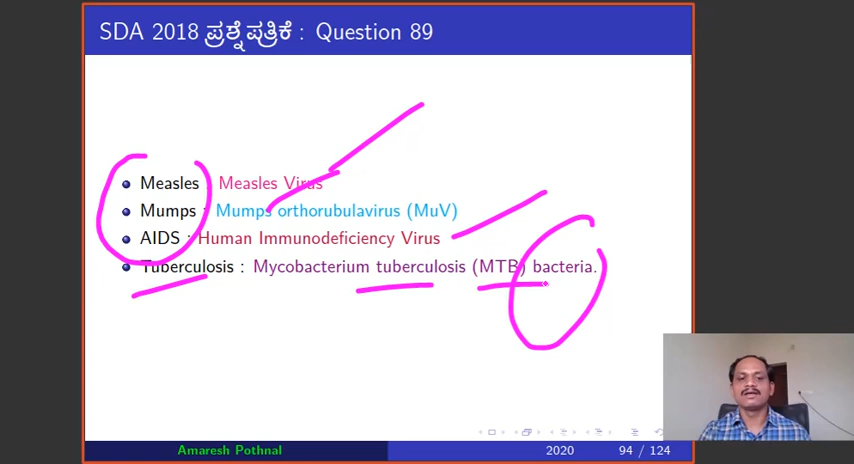 SDA 2018 ಪ್ರಶ್ನೆಪತ್ರಿಕೆ : Question 89
Measles : Measles Virus
Mumps : Mumps orthorubulavirus (MuV)
AIDS : Human Immunodeficiency Virus
Tuberculosis : Mycobacterium tuberculosis (MTB) bacteria.
Amaresh Pothnal 2020 94 / 124